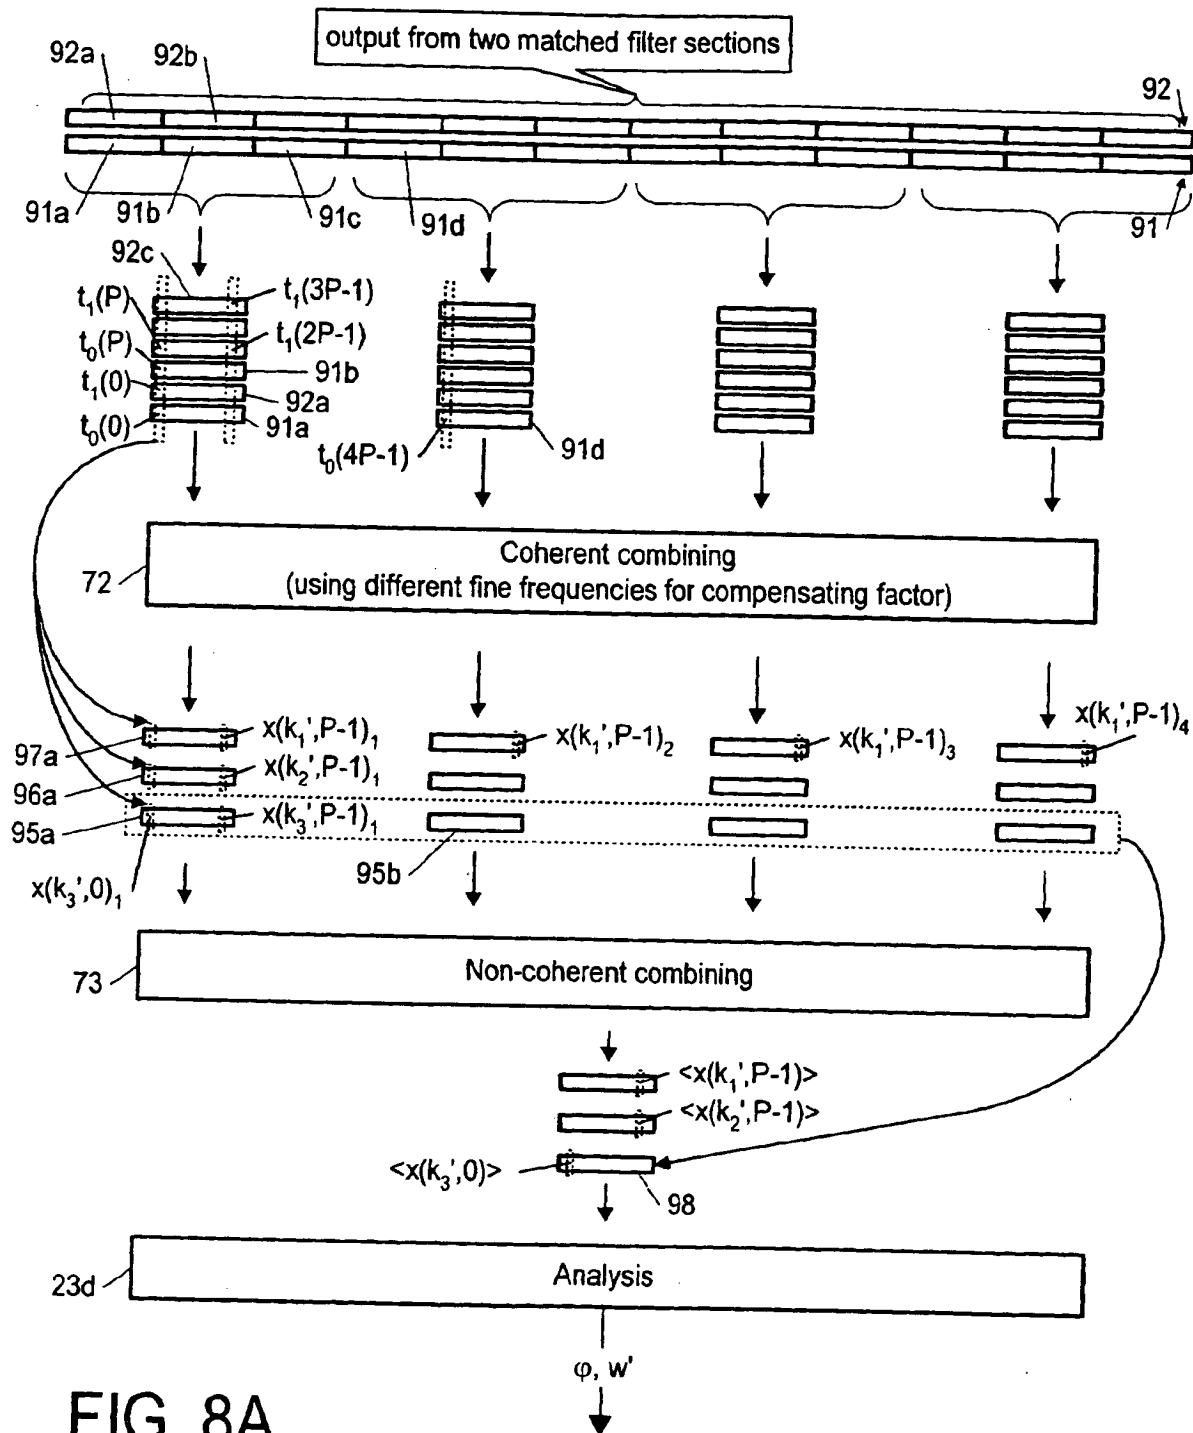 output from two matched filter sections
92a
92b
92
91a
91b
91c
91d
91
92c
t₁(P)
t₁(3P-1)
t₀(P)
t₁(2P-1)
t₁(0)
91b
92a
t₀(0)
91a
t₀(4P-1)
91d
Coherent combining
72
(using different fine frequencies for compensating factor)
x(k₁',P-1)₁
x(k₁',P-1)₂
x(k₁',P-1)₃
x(k₁',P-1)₄
97a
x(k₂',P-1)₁
96a
x(k₃',P-1)₁
95a
95b
x(k₃',0)₁
Non-coherent combining
73
<x(k₁',P-1)>
<x(k₂',P-1)>
<x(k₃',0)>
98
Analysis
23d
φ, w'
FIG. 8A